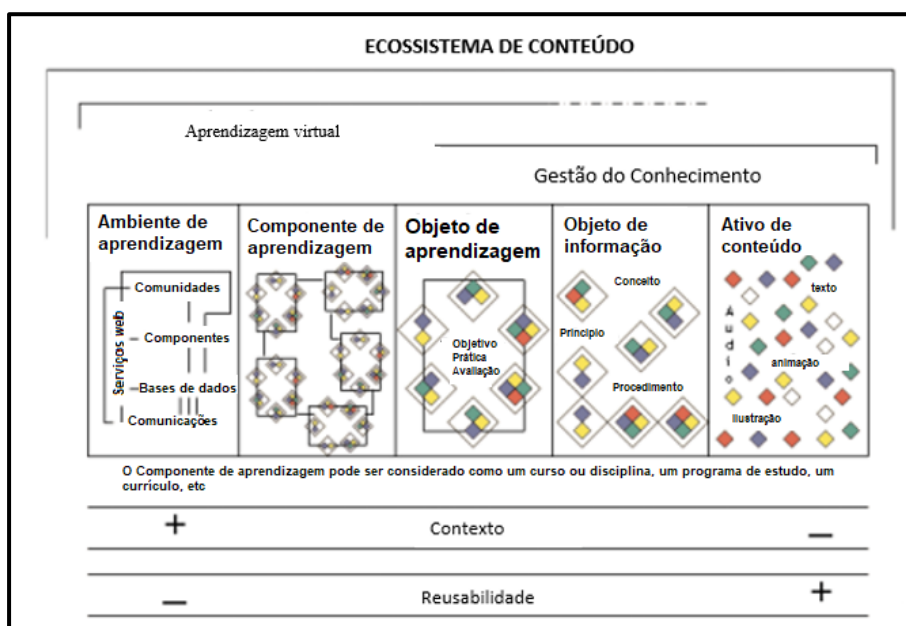 ECOSSISTEMA DE CONTEÚDO
Aprendizagem virtual
Gestão do Conhecimento
Ambiente de
aprendizagem
Componente de
aprendizagem
Objeto de
aprendizagem
Objeto de
informação
Ativo de
conteúdo
Serviços web
Comunidades
Componentes
Bases de dados
Comunicações
Objetivo
Prática
Avaliação
Conceito
Principio
Procedimento
texto
Audio
animação
ilustração
O Componente de aprendizagem pode ser considerado como um curso ou disciplina, um programa de estudo, um
currículo, etc
+ Contexto −
− Reusabilidade +